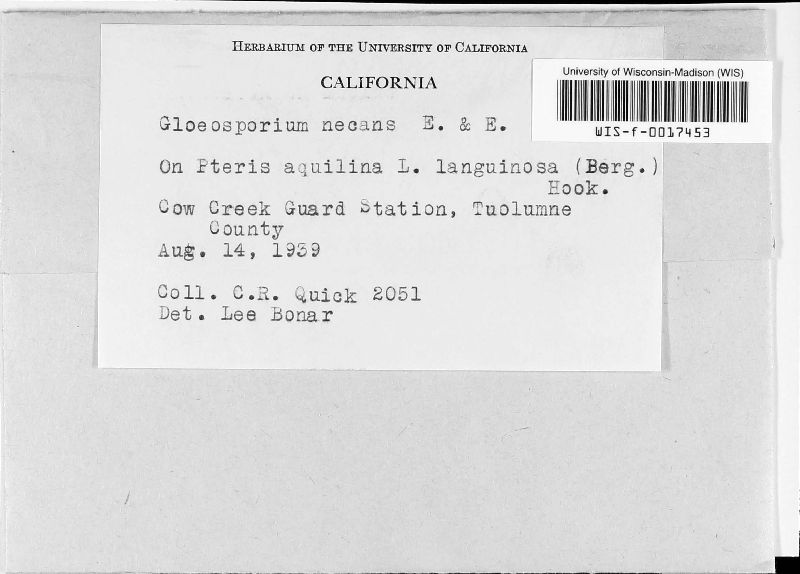 HERBARIUM OF THE UNIVERSITY OF CALIFORNIA
CALIFORNIA
University of Wisconsin-Madison (WIS)
WIS-f-0017453
Gloeosporium necans E. & E.
On Pteris aquilina L. languinosa (Berg.)
Hook.
Cow Creek Guard Station, Tuolumne
County
Aug. 14, 1939
Coll. C.R. Quick 2051
Det. Lee Bonar